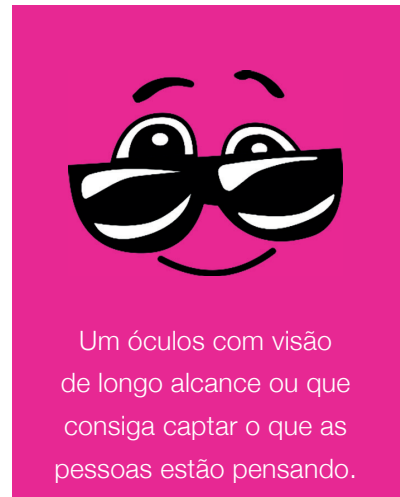 Um óculos com visão
de longo alcance ou que
consiga captar o que as
pessoas estão pensando.